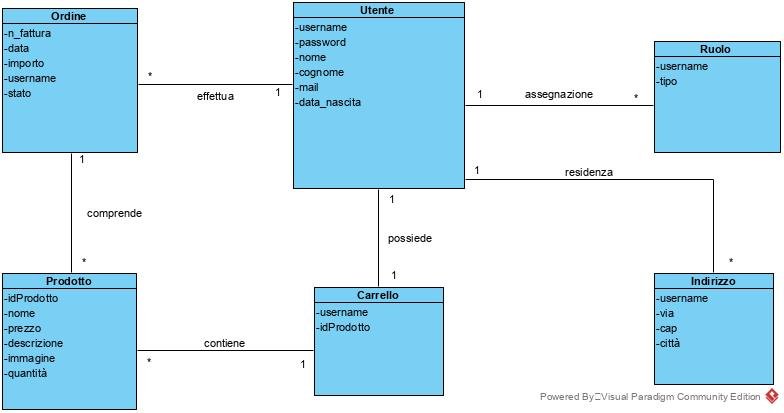 Ordine
-n_fattura
-data
-importo
-username
-stato
Utente
-username
-password
-nome
-cognome
-mail
-data_nascita
Ruolo
-username
-tipo
*
effettua
1
1
assegnazione
*
1
residenza
*
1
comprende
*
1
possiede
1
Prodotto
-idProdotto
-nome
-prezzo
-descrizione
-immagine
-quantità
Carrello
-username
-idProdotto
Indirizzo
-username
-via
-cap
-città
contiene
*
1
Powered By Visual Paradigm Community Edition